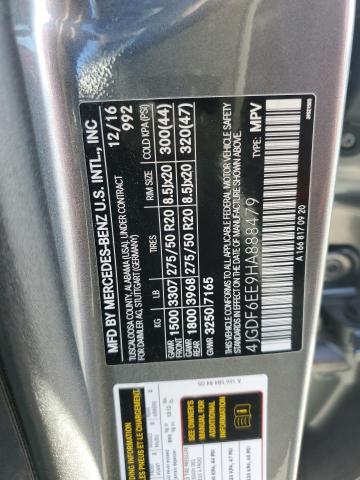 MFD BY MERCEDES-BENZ U.S. INTL., INC
TUSCALOOSA COUNTY, ALABAMA (USA), UNDER CONTRACT
FOR DAIMLER AG, STUTTGART (GERMANY)
12/16
992
KG LB TIRES RIM SIZE COLD KPA (PSI)
GAWR FRONT 1500 3307 275/50 R20 8.5Jx20 300(44)
GAWR REAR 1800 3968 275/50 R20 8.5Jx20 320(47)
GVWR 3250 7165
THIS VEHICLE CONFORMS TO ALL APPLICABLE FEDERAL MOTOR VEHICLE SAFETY
STANDARDS IN EFFECT ON THE DATE OF MANUFACTURE SHOWN ABOVE.
4JGDF6EE9HA888479
TYPE: MPV
A 166 817 09 20
A 166 584 84 05
SEE OWNER'S
MANUAL FOR
ADDITIONAL
INFORMATION